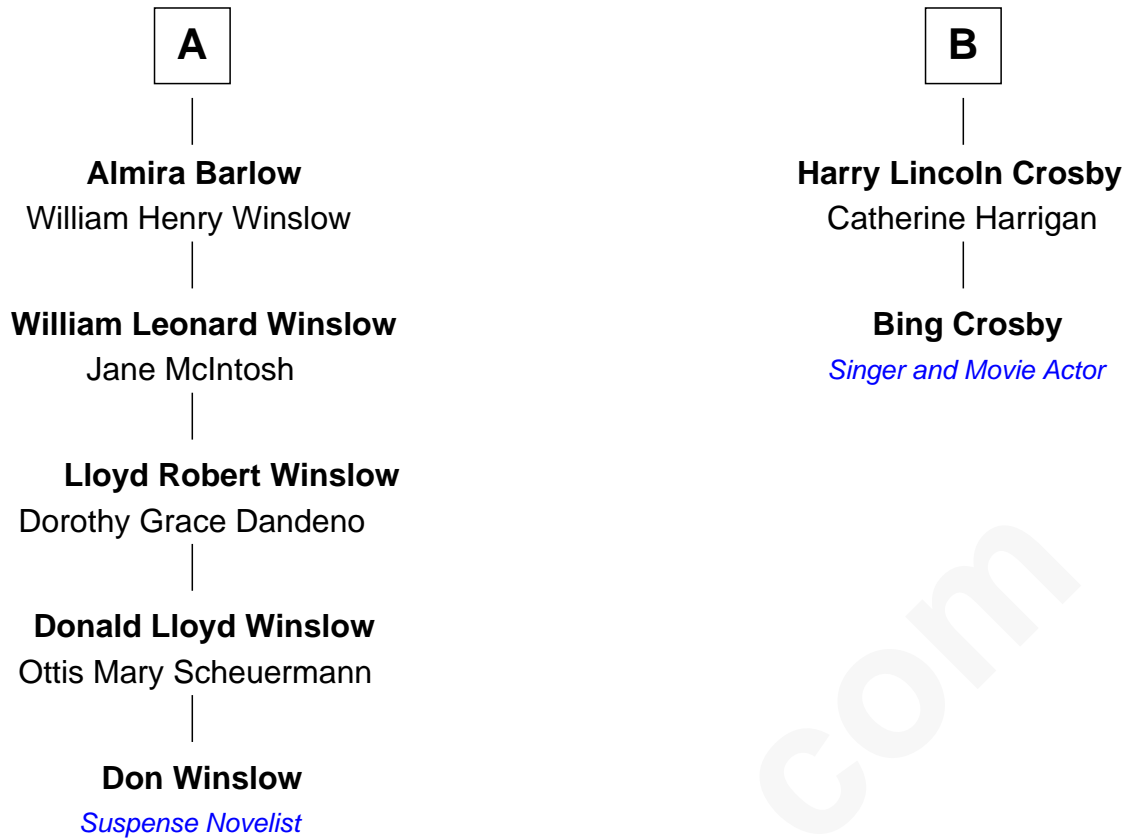 A
Almira Barlow
William Henry Winslow
William Leonard Winslow
Jane McIntosh
Lloyd Robert Winslow
Dorothy Grace Dandeno
Donald Lloyd Winslow
Ottis Mary Scheuermann
Don Winslow
Suspense Novelist
B
Harry Lincoln Crosby
Catherine Harrigan
Bing Crosby
Singer and Movie Actor
com